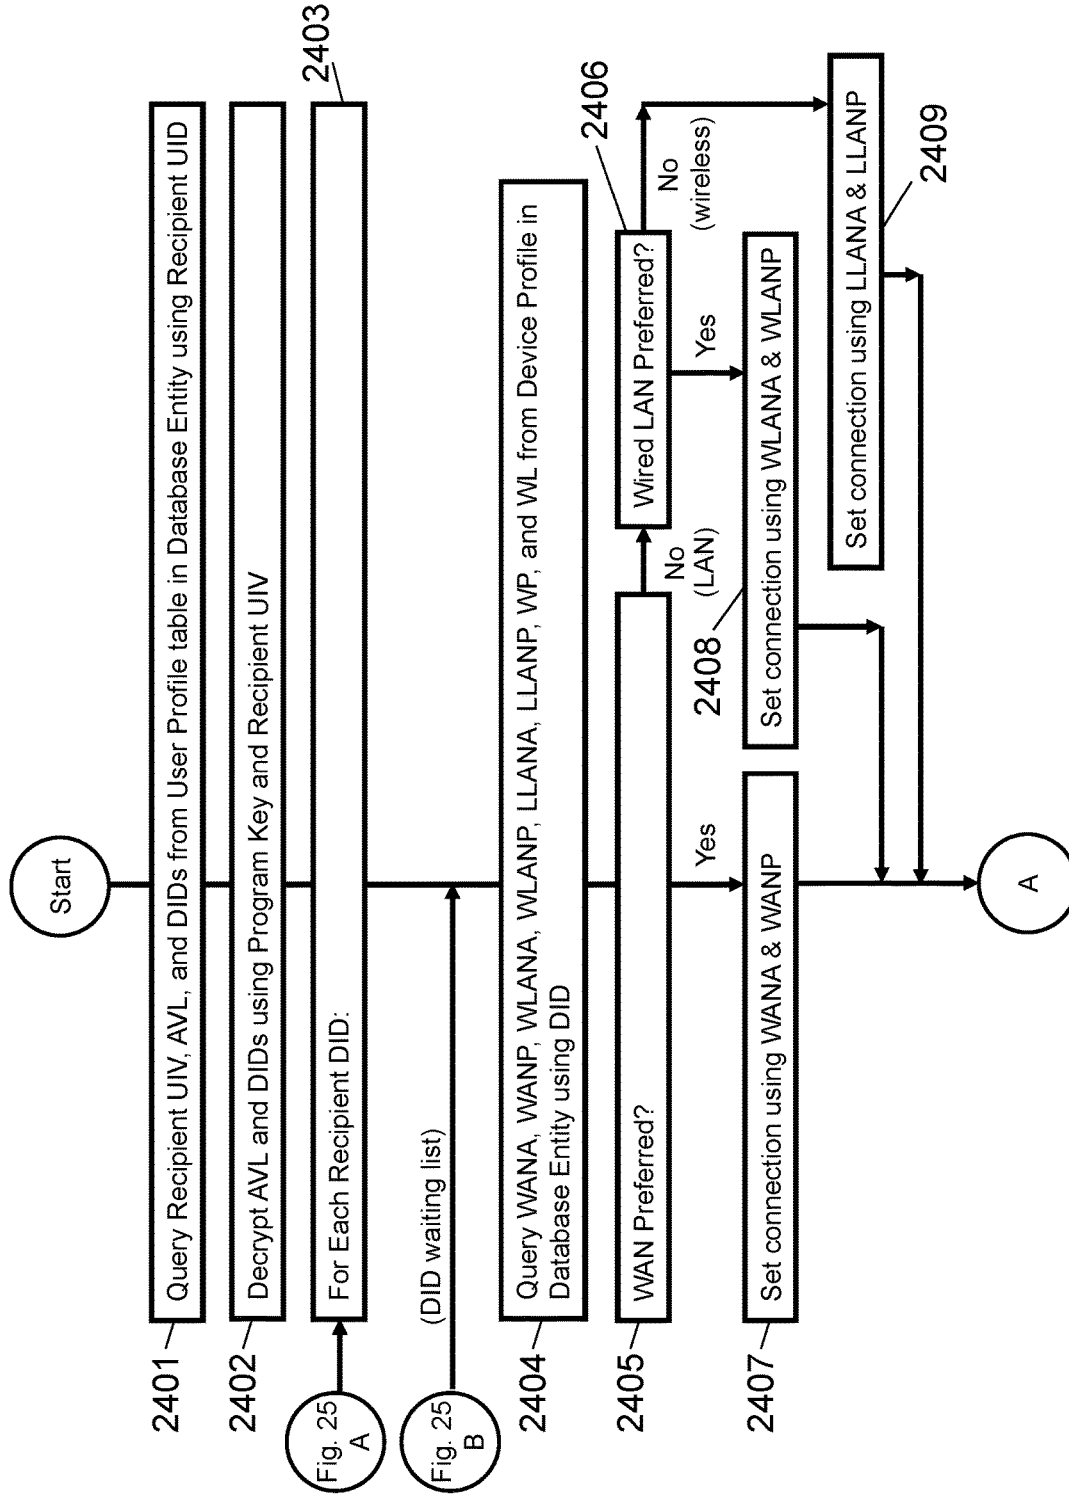 Start
2401
Query Recipient UIV, AVL, and DIDs from User Profile table in Database Entity using Recipient UID
2402
Decrypt AVL and DIDs using Program Key and Recipient UIV
2403
Fig. 25
A
For Each Recipient DID:
Fig. 25
B
(DID waiting list)
2404
Query WANA, WANP, WLANA, WLANP, LLANA, LLANP, WP, and WL from Device Profile in
Database Entity using DID
2405
WAN Preferred?
No
(LAN)
Wired LAN Preferred?
2406
No
(wireless)
Yes
Yes
2407
Set connection using WANA & WANP
2408
Set connection using WLANA & WLANP
Set connection using LLANA & LLANP
2409
A